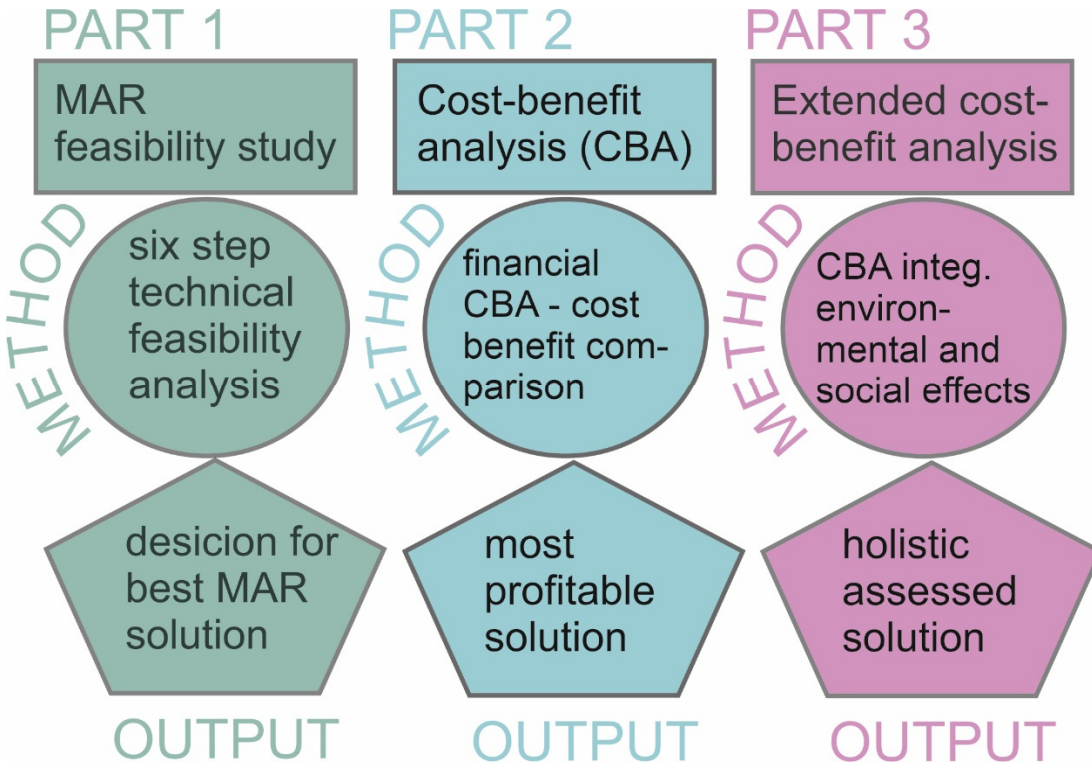 PART 1
MAR
feasibility study
METHOD
six step
technical
feasibility
analysis
desicion for
best MAR
solution
OUTPUT
PART 2
Cost-benefit
analysis (CBA)
METHOD
financial
CBA - cost
benefit com-
parison
most
profitable
solution
OUTPUT
PART 3
Extended cost-
benefit analysis
METHOD
CBA integ.
environ-
mental and
social effects
holistic
assessed
solution
OUTPUT